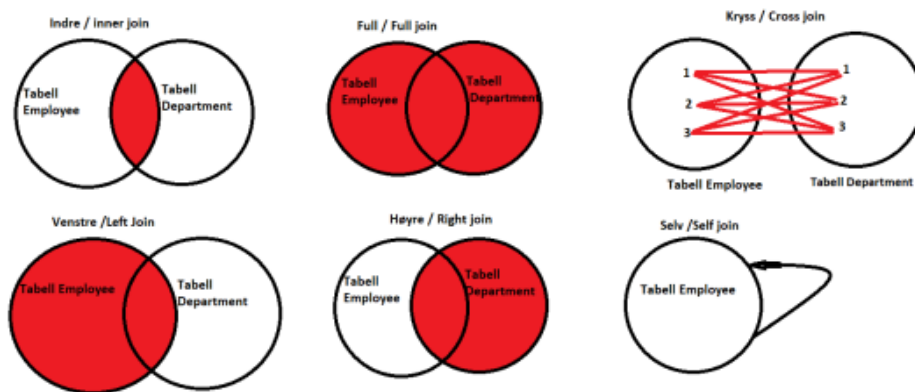 Indre / inner join
Tabell
Employee
Tabell
Department
Full / Full join
Tabell
Employee
Tabell
Department
Kryss / Cross join
1
1
2
2
3
3
Tabell Employee
Tabell Department
Venstre /Left Join
Tabell Employee
Tabell
Department
Høyre / Right join
Tabell
Employee
Tabell
Department
Selv /Self join
Tabell Employee